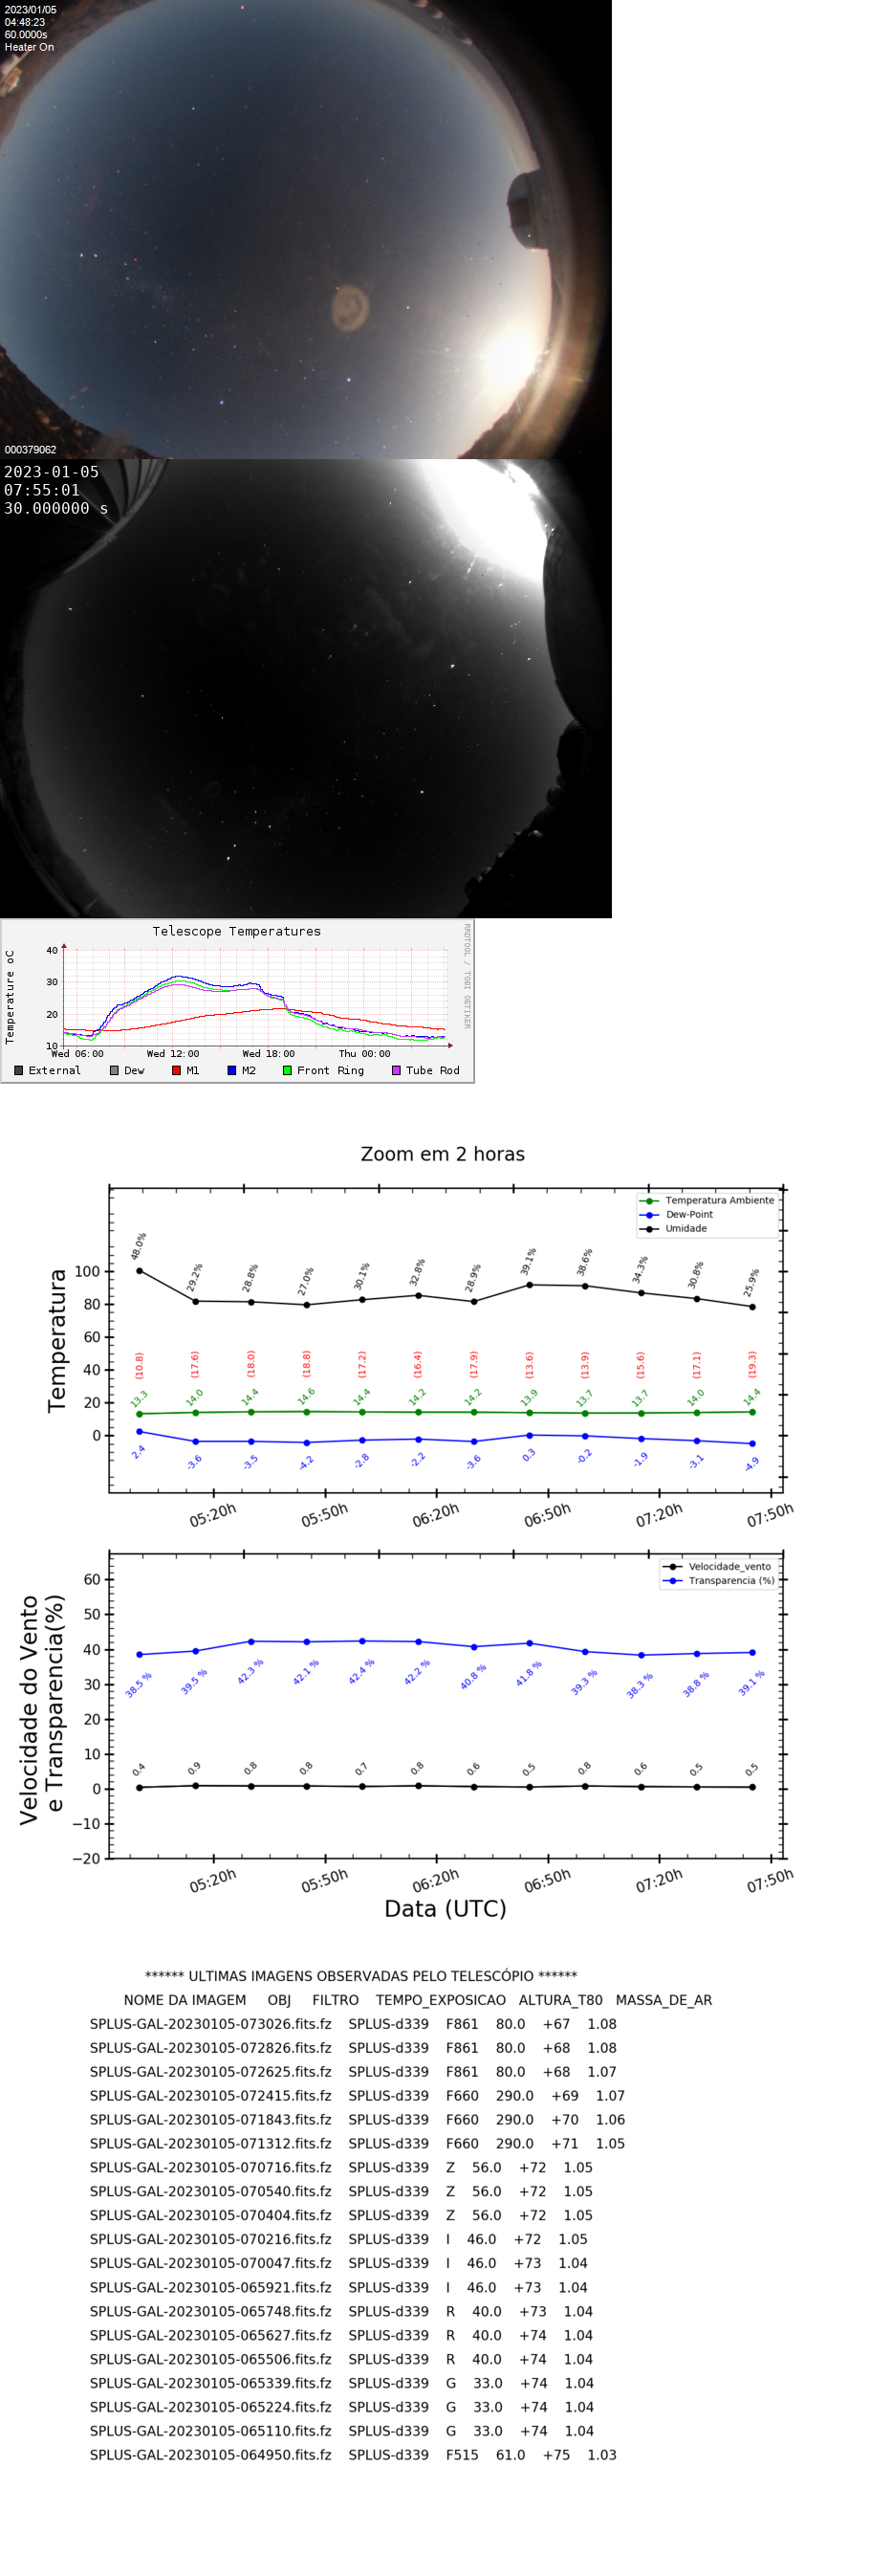 2023/01/05
04:48:23
60.0000s
Heater On
000379062
2023-01-05
07:55:01
30.000000 s
Telescope Temperatures
RRDTOOL / TOBI OETIKER
Temperature oC
40
30
20
10
Wed 06:00 Wed 12:00 Wed 18:00 Thu 00:00
External Dew M1 M2 Front Ring Tube Rod
Zoom em 2 horas
Temperatura Ambiente
Dew-Point
Umidade
Temperatura
100
80
60
40
20
0
48.0% 29.2% 28.8% 27.0% 30.1% 32.8% 28.9% 39.1% 38.6% 34.3% 30.8% 25.9%
(10.8) (17.6) (18.0) (18.8) (17.2) (16.4) (17.9) (13.6) (13.9) (15.6) (17.1) (19.3)
13.3 14.0 14.4 14.6 14.4 14.2 14.2 13.9 13.7 13.7 14.0 14.4
2.4 -3.6 -3.5 -4.2 -2.8 -2.2 -3.6 0.3 -0.2 -1.9 -3.1 -4.9
05:20h 05:50h 06:20h 06:50h 07:20h 07:50h
Velocidade_vento
Transparencia (%)
Velocidade do Vento
e Transparencia(%)
60
50
40
30
20
10
0
−10
−20
38.5 % 39.5 % 42.3 % 42.1 % 42.4 % 42.2 % 40.8 % 41.8 % 39.3 % 38.3 % 38.8 % 39.1 %
0.4 0.9 0.8 0.8 0.7 0.8 0.6 0.5 0.8 0.6 0.5 0.5
05:20h 05:50h 06:20h 06:50h 07:20h 07:50h
Data (UTC)
****** ULTIMAS IMAGENS OBSERVADAS PELO TELESCÓPIO ******
NOME DA IMAGEM OBJ FILTRO TEMPO_EXPOSICAO ALTURA_T80 MASSA_DE_AR
SPLUS-GAL-20230105-073026.fits.fz SPLUS-d339 F861 80.0 +67 1.08
SPLUS-GAL-20230105-072826.fits.fz SPLUS-d339 F861 80.0 +68 1.08
SPLUS-GAL-20230105-072625.fits.fz SPLUS-d339 F861 80.0 +68 1.07
SPLUS-GAL-20230105-072415.fits.fz SPLUS-d339 F660 290.0 +69 1.07
SPLUS-GAL-20230105-071843.fits.fz SPLUS-d339 F660 290.0 +70 1.06
SPLUS-GAL-20230105-071312.fits.fz SPLUS-d339 F660 290.0 +71 1.05
SPLUS-GAL-20230105-070716.fits.fz SPLUS-d339 Z 56.0 +72 1.05
SPLUS-GAL-20230105-070540.fits.fz SPLUS-d339 Z 56.0 +72 1.05
SPLUS-GAL-20230105-070404.fits.fz SPLUS-d339 Z 56.0 +72 1.05
SPLUS-GAL-20230105-070216.fits.fz SPLUS-d339 I 46.0 +72 1.05
SPLUS-GAL-20230105-070047.fits.fz SPLUS-d339 I 46.0 +73 1.04
SPLUS-GAL-20230105-065921.fits.fz SPLUS-d339 I 46.0 +73 1.04
SPLUS-GAL-20230105-065748.fits.fz SPLUS-d339 R 40.0 +73 1.04
SPLUS-GAL-20230105-065627.fits.fz SPLUS-d339 R 40.0 +74 1.04
SPLUS-GAL-20230105-065506.fits.fz SPLUS-d339 R 40.0 +74 1.04
SPLUS-GAL-20230105-065339.fits.fz SPLUS-d339 G 33.0 +74 1.04
SPLUS-GAL-20230105-065224.fits.fz SPLUS-d339 G 33.0 +74 1.04
SPLUS-GAL-20230105-065110.fits.fz SPLUS-d339 G 33.0 +74 1.04
SPLUS-GAL-20230105-064950.fits.fz SPLUS-d339 F515 61.0 +75 1.03